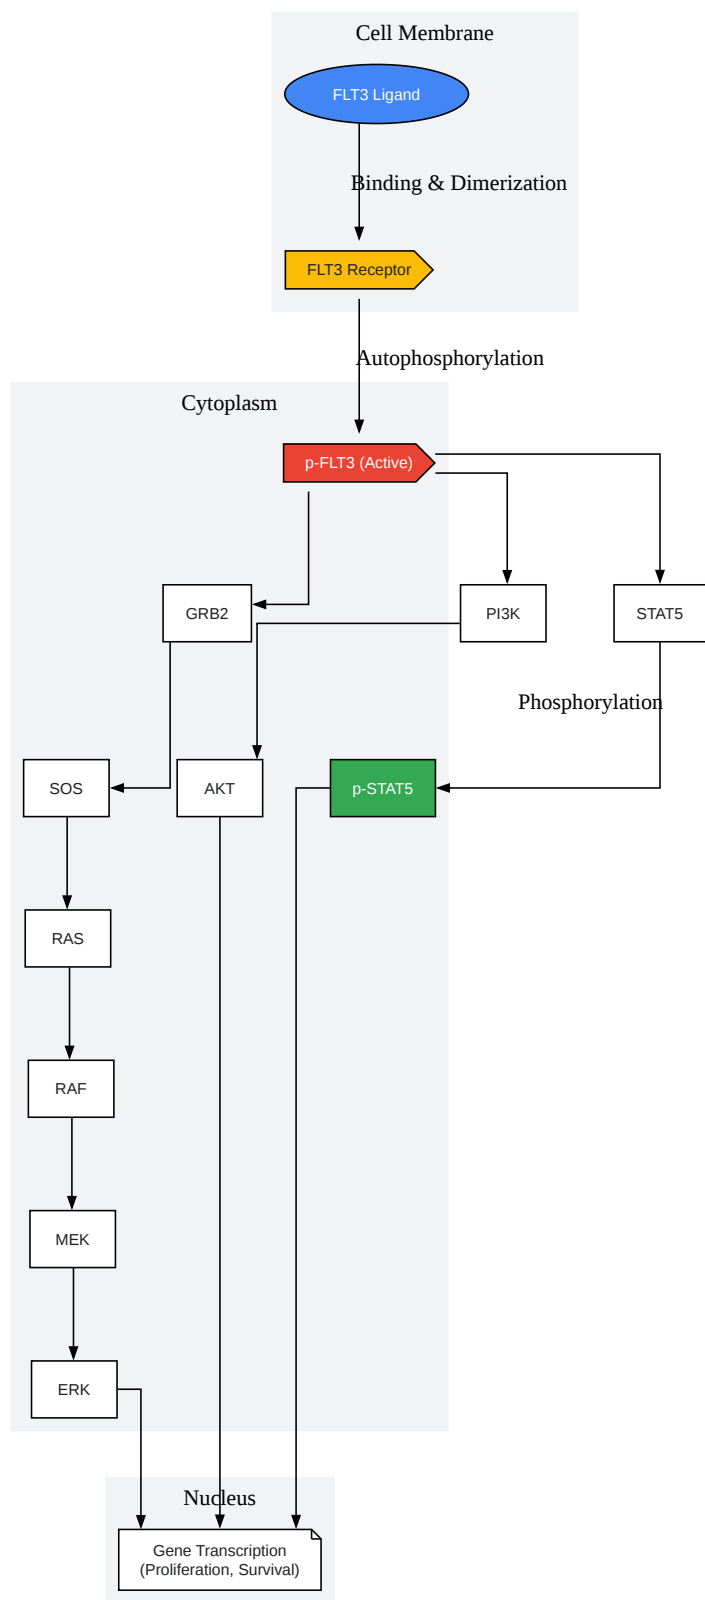 Cell Membrane
FLT3 Ligand
Binding & Dimerization
FLT3 Receptor
Autophosphorylation
Cytoplasm
p-FLT3 (Active)
GRB2
PI3K
STAT5
Phosphorylation
SOS
AKT
p-STAT5
RAS
RAF
MEK
ERK
Nucleus
Gene Transcription
(Proliferation, Survival)